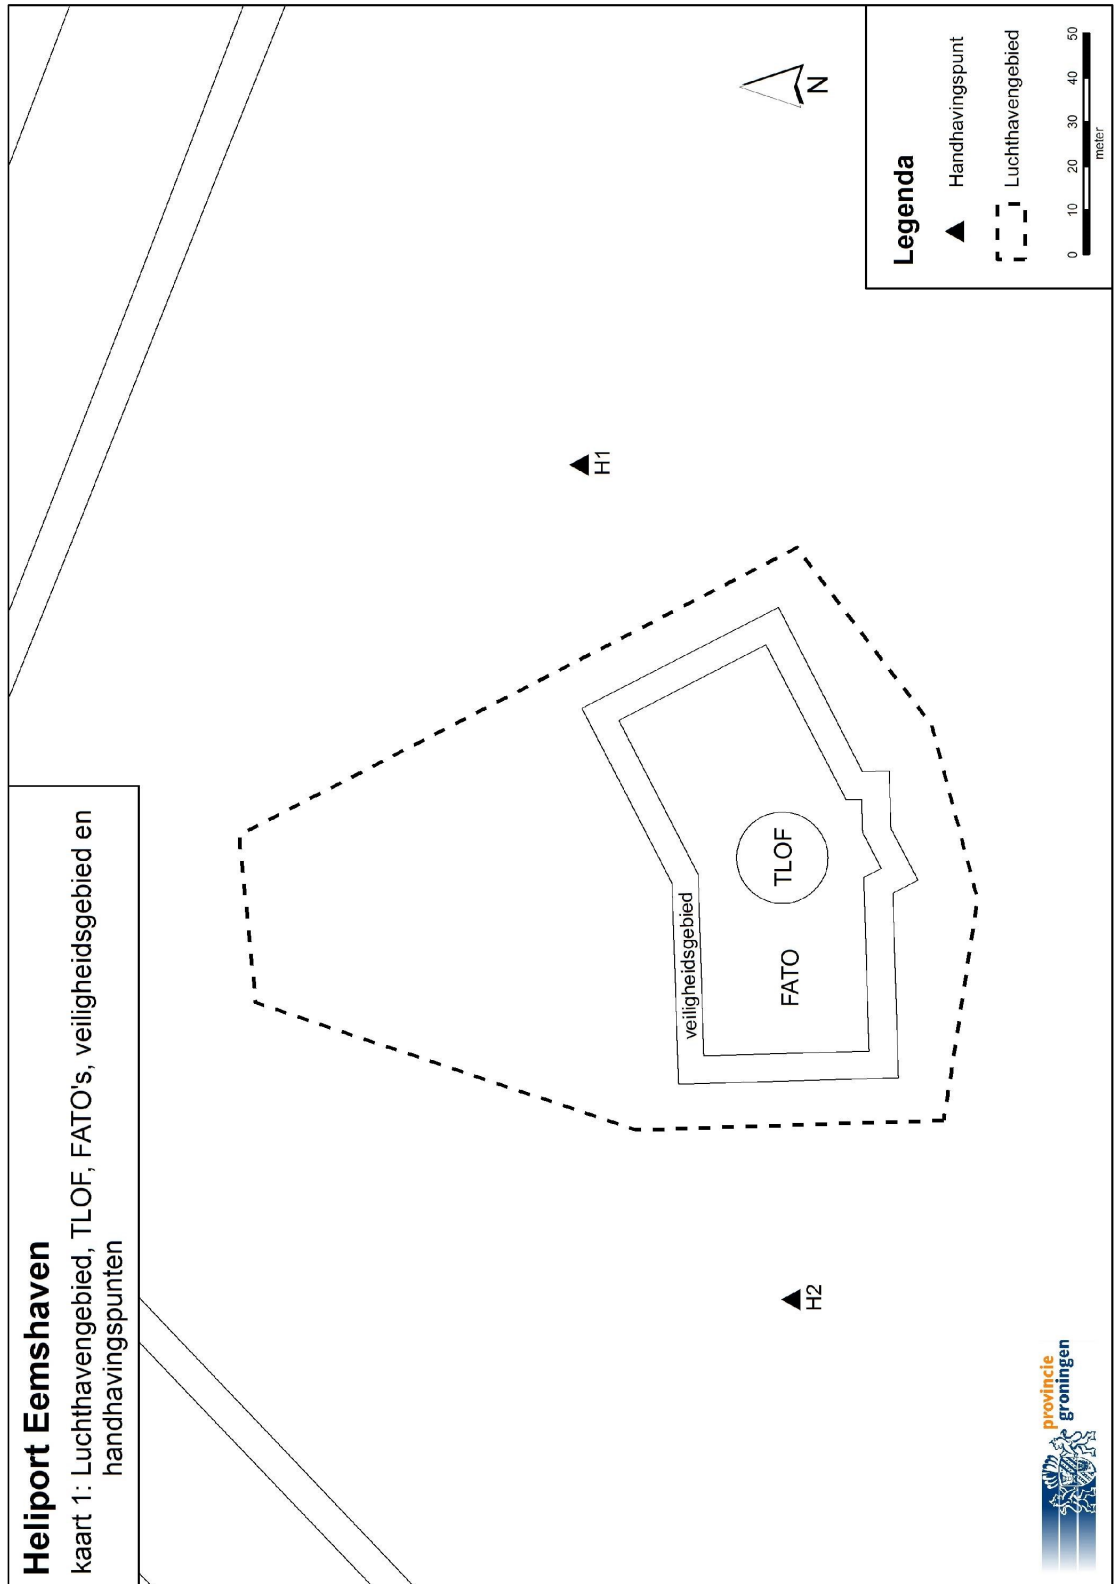 Heliport Eemshaven
kaart 1: Luchthavengebied, TLOF, FATO's, veiligheidsgebied en
handhavingspunten
H1
veiligheidsgebied
FATO
TLOF
H2
N
Legenda
Handhavingspunt
Luchthavengebied
0 10 20 30 40 50
meter
provincie
groningen